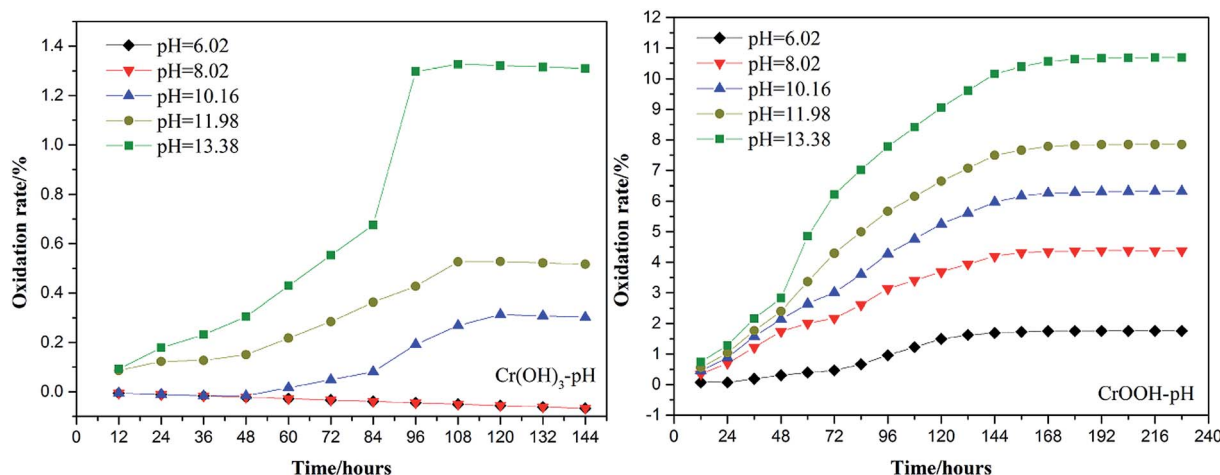 Oxidation rate/%
1.4
1.2
1.0
0.8
0.6
0.4
0.2
0.0
pH=6.02
pH=8.02
pH=10.16
pH=11.98
pH=13.38
Cr(OH)₃-pH
12 24 36 48 60 72 84 96 108 120 132 144
Time/hours
Oxidation rate/%
12
11
10
9
8
7
6
5
4
3
2
1
0
-1
pH=6.02
pH=8.02
pH=10.16
pH=11.98
pH=13.38
CrOOH-pH
0 24 48 72 96 120 144 168 192 216 240
Time/hours